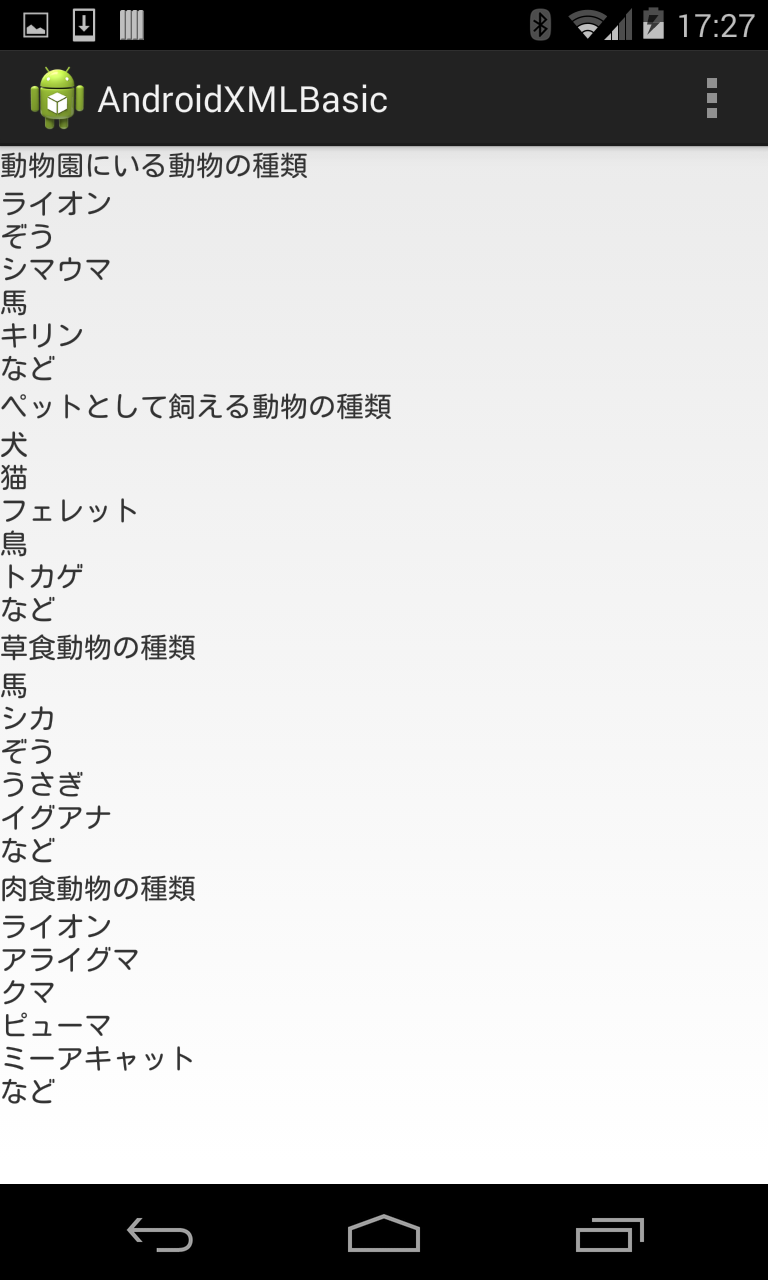 17:27
AndroidXMLBasic
動物園にいる動物の種類
ライオン
ぞう
シマウマ
馬
キリン
など
ペットとして飼える動物の種類
犬
猫
フェレット
鳥
トカゲ
など
草食動物の種類
馬
シカ
ぞう
うさぎ
イグアナ
など
肉食動物の種類
ライオン
アライグマ
クマ
ピューマ
ミーアキャット
など